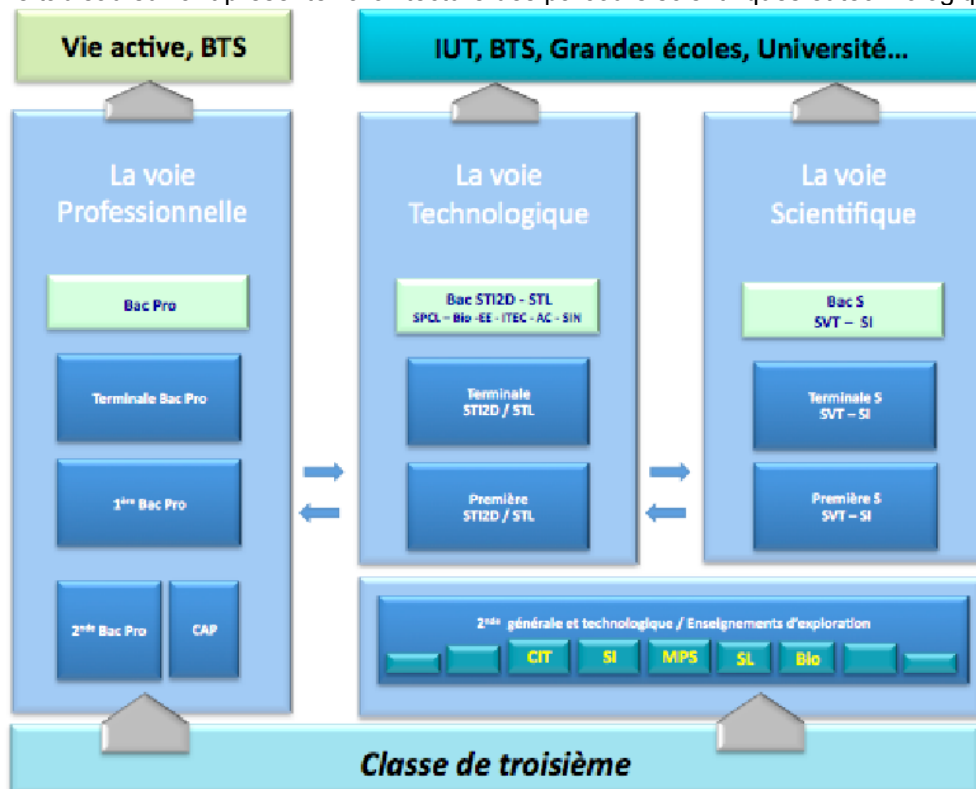 Vie active, BTS
IUT, BTS, Grandes écoles, Université...
La voie
Professionnelle
Bac Pro
Terminale Bac Pro
1ère Bac Pro
2nde Bac Pro
CAP
La voie
Technologique
Bac STI2D - STL
SPCL – Bio -EE - ITEC - AC - SIN
Terminale
STI2D / STL
Première
STI2D / STL
La voie
Scientifique
Bac S
SVT – SI
Terminale S
SVT – SI
Première S
SVT – SI
2nde générale et technologique / Enseignements d'exploration
CIT
SI
MPS
SL
Bio
Classe de troisième